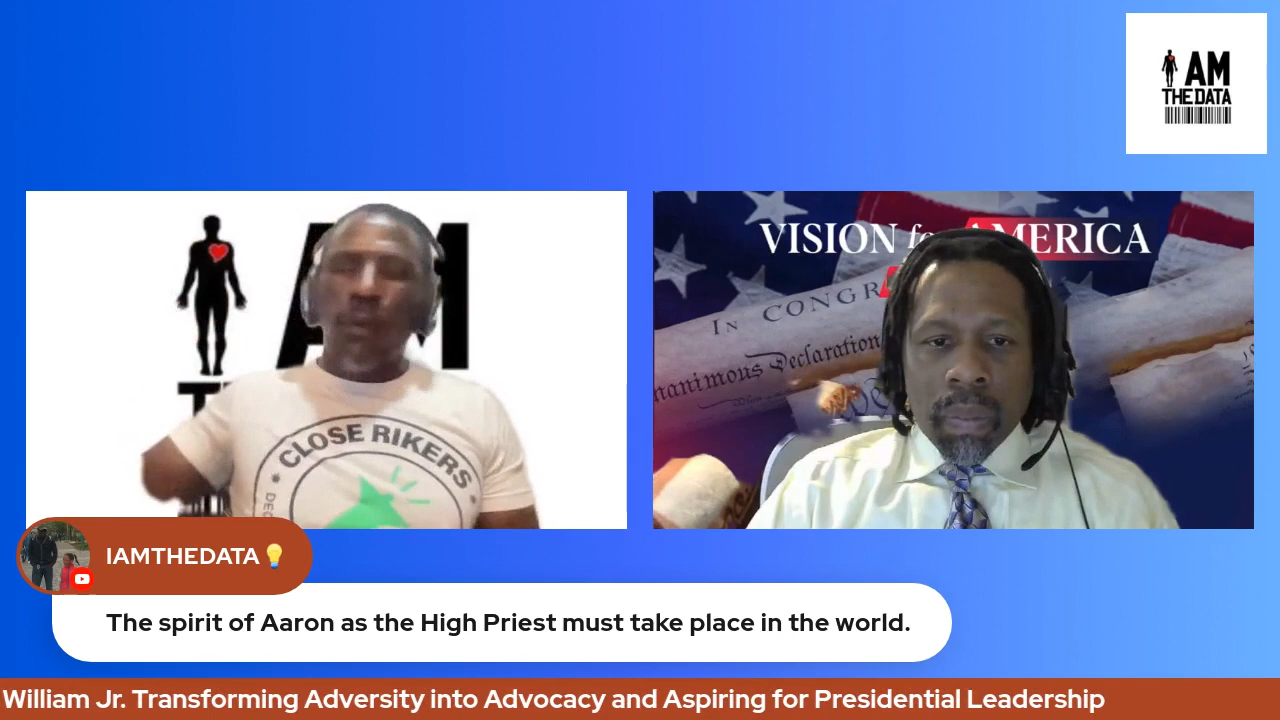 AM
THE DATA
VISION for AMERICA
IN CONGR
nanimous Declaration
We
AM
T
CLOSE RIKERS
DEC
IAMTHEDATA💡
The spirit of Aaron as the High Priest must take place in the world.
William Jr. Transforming Adversity into Advocacy and Aspiring for Presidential Leadership